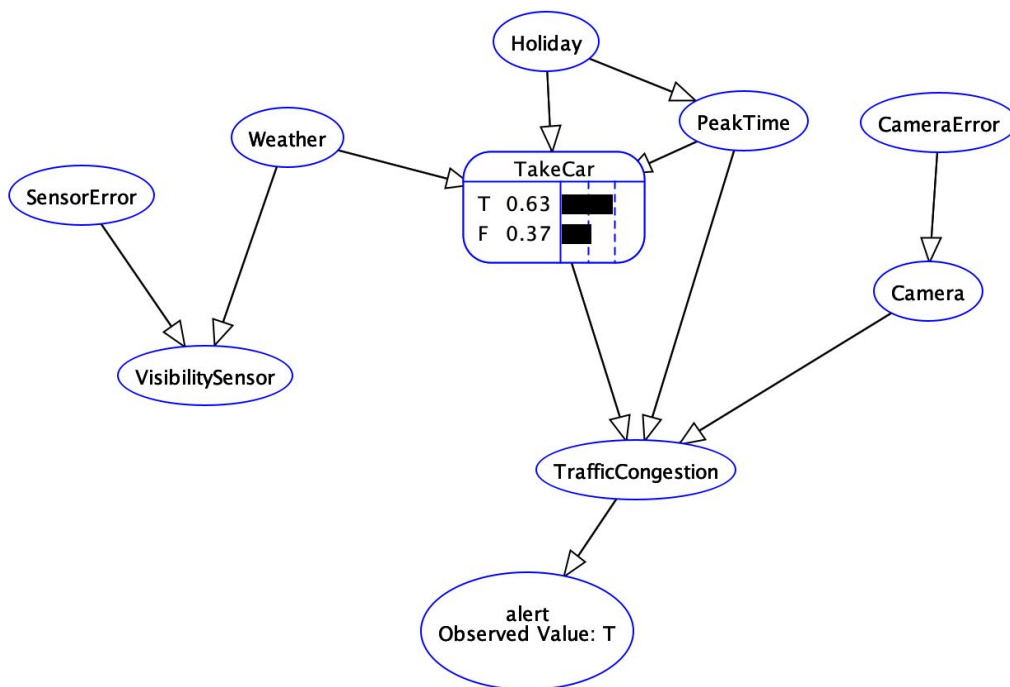 Holiday
PeakTime
CameraError
Weather
TakeCar
SensorError
T 0.63
F 0.37
Camera
VisibilitySensor
TrafficCongestion
alert
Observed Value: T